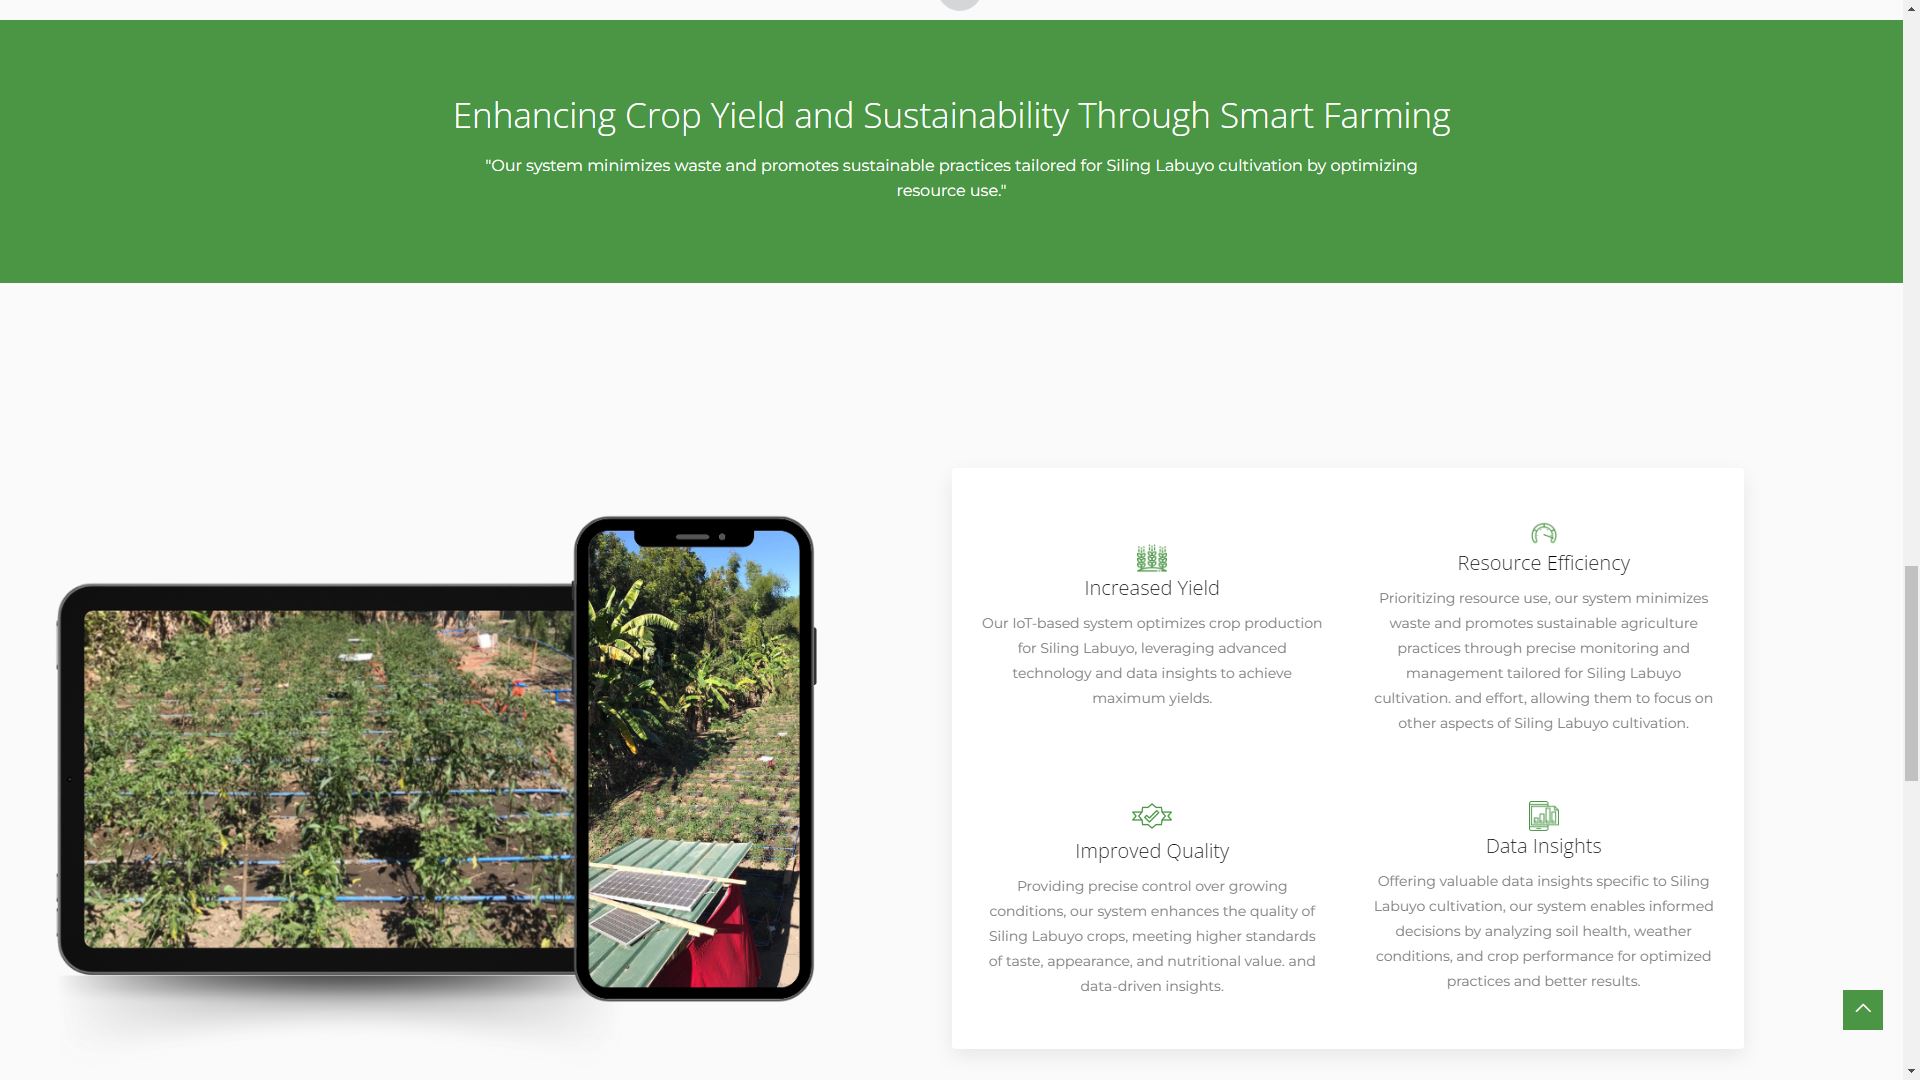 Enhancing Crop Yield and Sustainability Through Smart Farming
"Our system minimizes waste and promotes sustainable practices tailored for Siling Labuyo cultivation by optimizing
resource use."
Increased Yield
Our IoT-based system optimizes crop production
for Siling Labuyo, leveraging advanced
technology and data insights to achieve
maximum yields.
Resource Efficiency
Prioritizing resource use, our system minimizes
waste and promotes sustainable agriculture
practices through precise monitoring and
management tailored for Siling Labuyo
cultivation. and effort, allowing them to focus on
other aspects of Siling Labuyo cultivation.
Improved Quality
Providing precise control over growing
conditions, our system enhances the quality of
Siling Labuyo crops, meeting higher standards
of taste, appearance, and nutritional value. and
data-driven insights.
Data Insights
Offering valuable data insights specific to Siling
Labuyo cultivation, our system enables informed
decisions by analyzing soil health, weather
conditions, and crop performance for optimized
practices and better results.